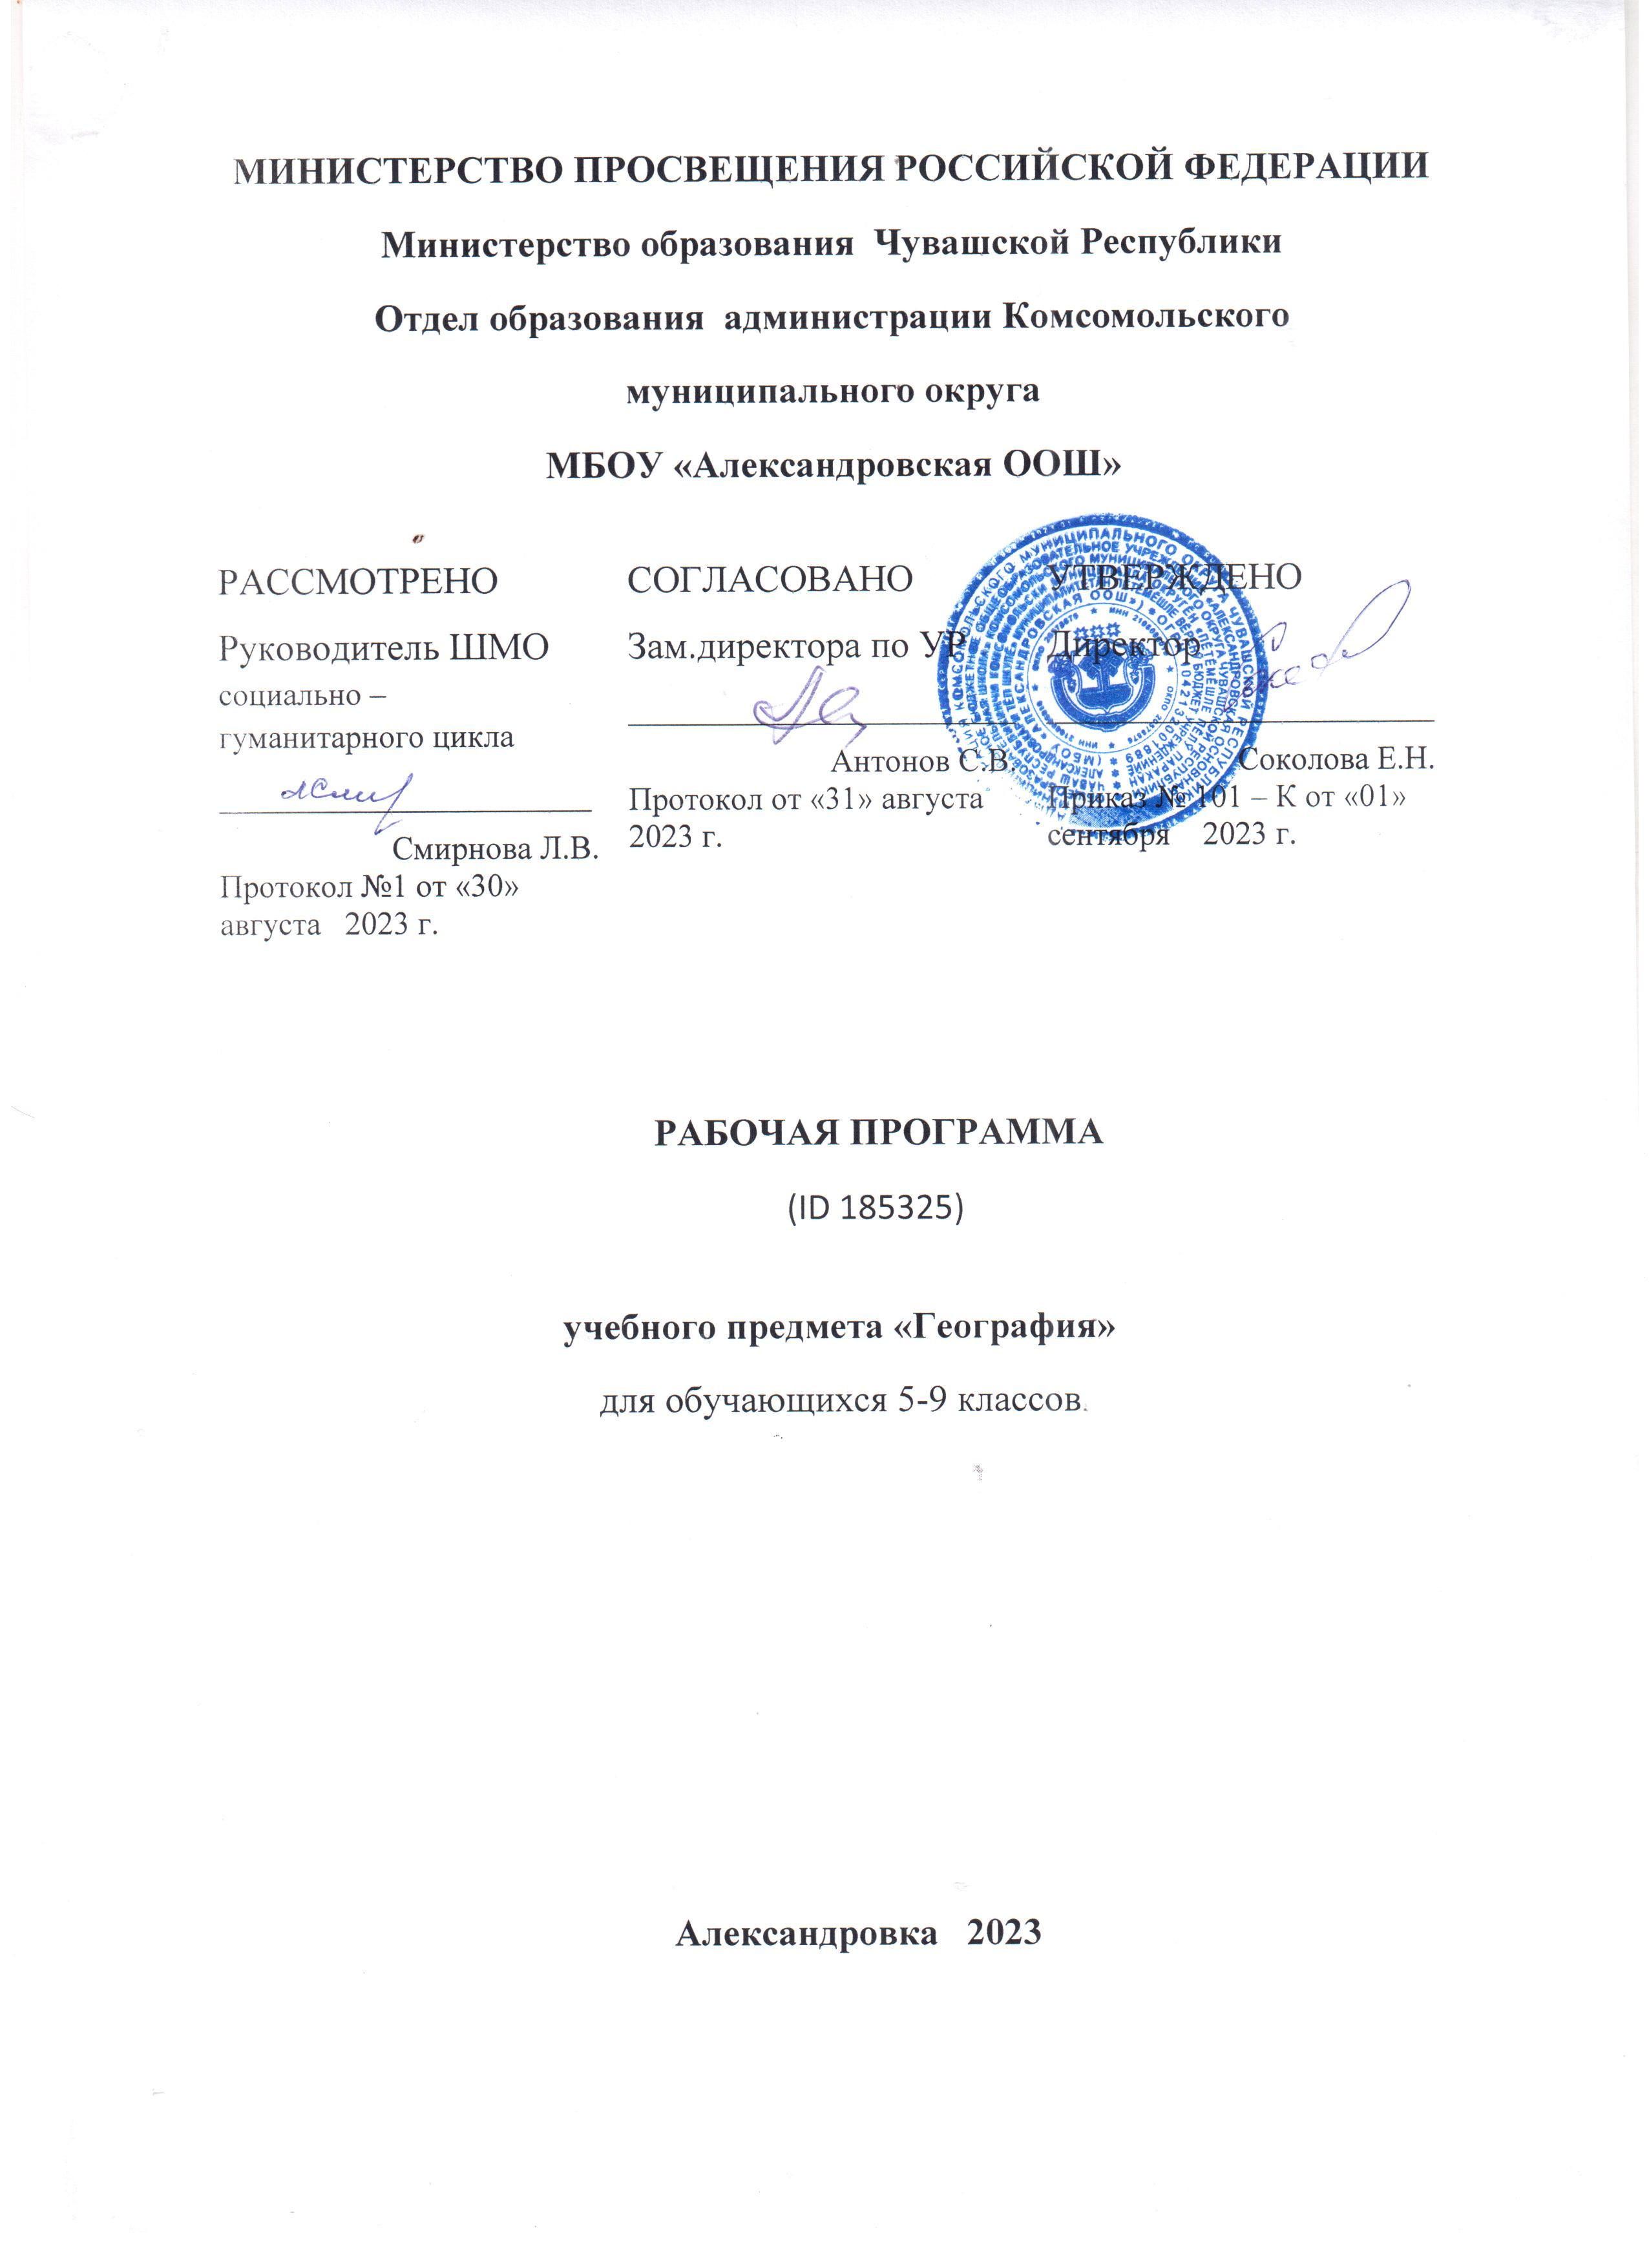 МИНИСТЕРСТВО ПРОСВЕЩЕНИЯ РОССИЙСКОЙ ФЕДЕРАЦИИ
Министерство образования Чувашской Республики
Отдел образования администрации Комсомольского
муниципального округа
МБОУ «Александровская ООШ»
РАССМОТРЕНО
Руководитель ШМО
социально –
гуманитарного цикла
Смирнова Л.В.
Протокол №1 от «30»
августа 2023 г.
СОГЛАСОВАНО
Зам.директора по УР
Антонов С.В.
Протокол от «31» августа
2023 г.
УТВЕРЖДЕНО
Директор
Соколова Е.Н.
Приказ № 101 – К от «01»
сентября 2023 г.
РАБОЧАЯ ПРОГРАММА
(ID 185325)
учебного предмета «География»
для обучающихся 5-9 классов.
Александровка 2023